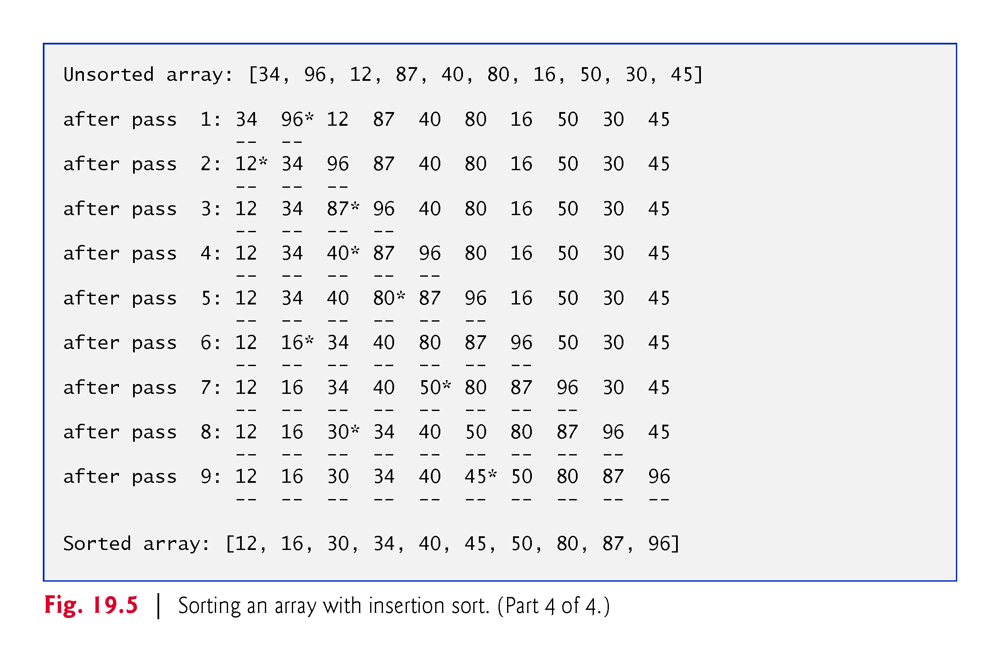 Unsorted array: [34, 96, 12, 87, 40, 80, 16, 50, 30, 45]
after pass  1: 34  96* 12  87  40  80  16  50  30  45
               --  --
after pass  2: 12* 34  96  87  40  80  16  50  30  45
               --  --  --
after pass  3: 12  34  87* 96  40  80  16  50  30  45
               --  --  --  --
after pass  4: 12  34  40* 87  96  80  16  50  30  45
               --  --  --  --  --
after pass  5: 12  34  40  80* 87  96  16  50  30  45
               --  --  --  --  --  --
after pass  6: 12  16* 34  40  80  87  96  50  30  45
               --  --  --  --  --  --  --
after pass  7: 12  16  34  40  50* 80  87  96  30  45
               --  --  --  --  --  --  --  --
after pass  8: 12  16  30* 34  40  50  80  87  96  45
               --  --  --  --  --  --  --  --  --
after pass  9: 12  16  30  34  40  45* 50  80  87  96
               --  --  --  --  --  --  --  --  --  --
Sorted array: [12, 16, 30, 34, 40, 45, 50, 80, 87, 96]
Fig. 19.5 | Sorting an array with insertion sort. (Part 4 of 4.)